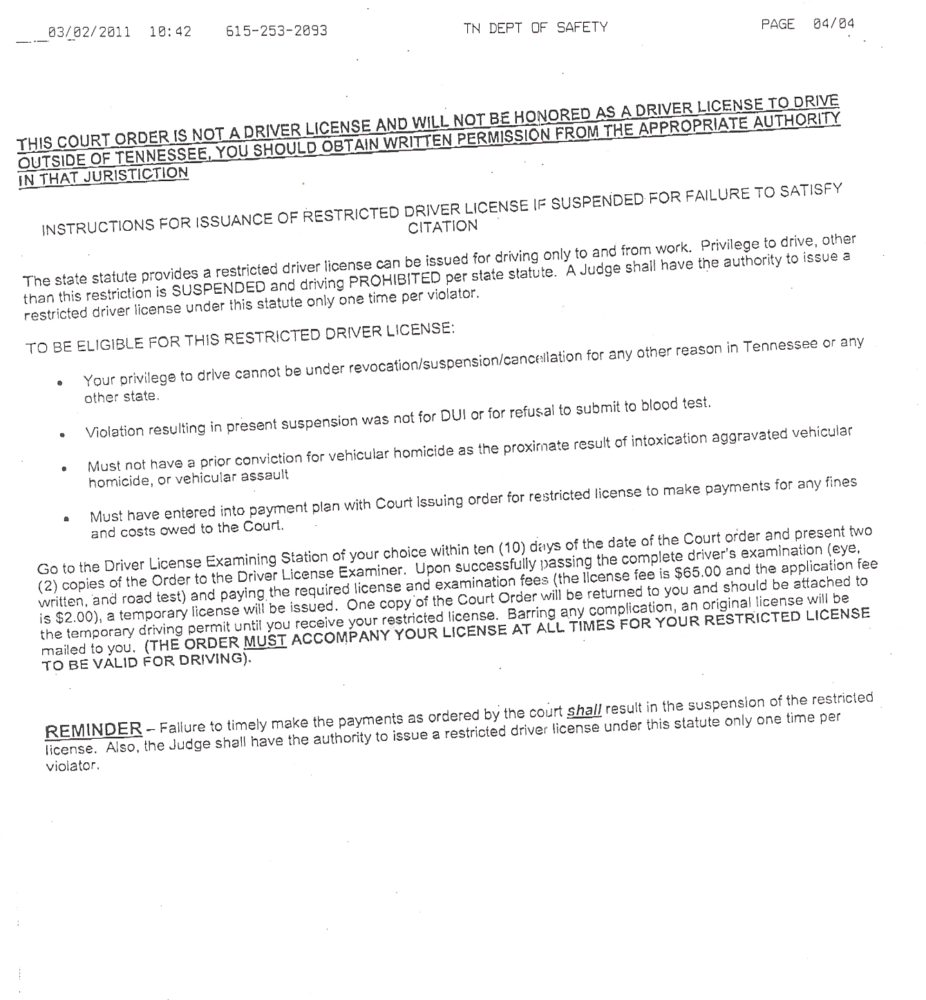 03/02/2011 10:42 615-253-2093 TN DEPT OF SAFETY PAGE 04/04
THIS COURT ORDER IS NOT A DRIVER LICENSE AND WILL NOT BE HONORED AS A DRIVER LICENSE TO DRIVE
OUTSIDE OF TENNESSEE, YOU SHOULD OBTAIN WRITTEN PERMISSION FROM THE APPROPRIATE AUTHORITY
IN THAT JURISTICTION
INSTRUCTIONS FOR ISSUANCE OF RESTRICTED DRIVER LICENSE IF SUSPENDED FOR FAILURE TO SATISFY
CITATION
The state statute provides a restricted driver license can be issued for driving only to and from work. Privilege to drive, other
than this restriction is SUSPENDED and driving PROHIBITED per state statute. A Judge shall have the authority to issue a
restricted driver license under this statute only one time per violator.
TO BE ELIGIBLE FOR THIS RESTRICTED DRIVER LICENSE:
• Your privilege to drive cannot be under revocation/suspension/cancellation for any other reason in Tennessee or any
other state.
• Violation resulting in present suspension was not for DUI or for refusal to submit to blood test.
• Must not have a prior conviction for vehicular homicide as the proximate result of intoxication aggravated vehicular
homicide, or vehicular assault
• Must have entered into payment plan with Court Issuing order for restricted license to make payments for any fines
and costs owed to the Court.
Go to the Driver License Examining Station of your choice within ten (10) days of the date of the Court order and present two
(2) copies of the Order to the Driver License Examiner. Upon successfully passing the complete driver's examination (eye,
written, and road test) and paying the required license and examination fees (the license fee is $65.00 and the application fee
is $2.00), a temporary license will be issued. One copy of the Court Order will be returned to you and should be attached to
the temporary driving permit until you receive your restricted license. Barring any complication, an original license will be
mailed to you. (THE ORDER MUST ACCOMPANY YOUR LICENSE AT ALL TIMES FOR YOUR RESTRICTED LICENSE
TO BE VALID FOR DRIVING).
REMINDER – Failure to timely make the payments as ordered by the court shall result in the suspension of the restricted
license. Also, the Judge shall have the authority to issue a restricted driver license under this statute only one time per
violator.